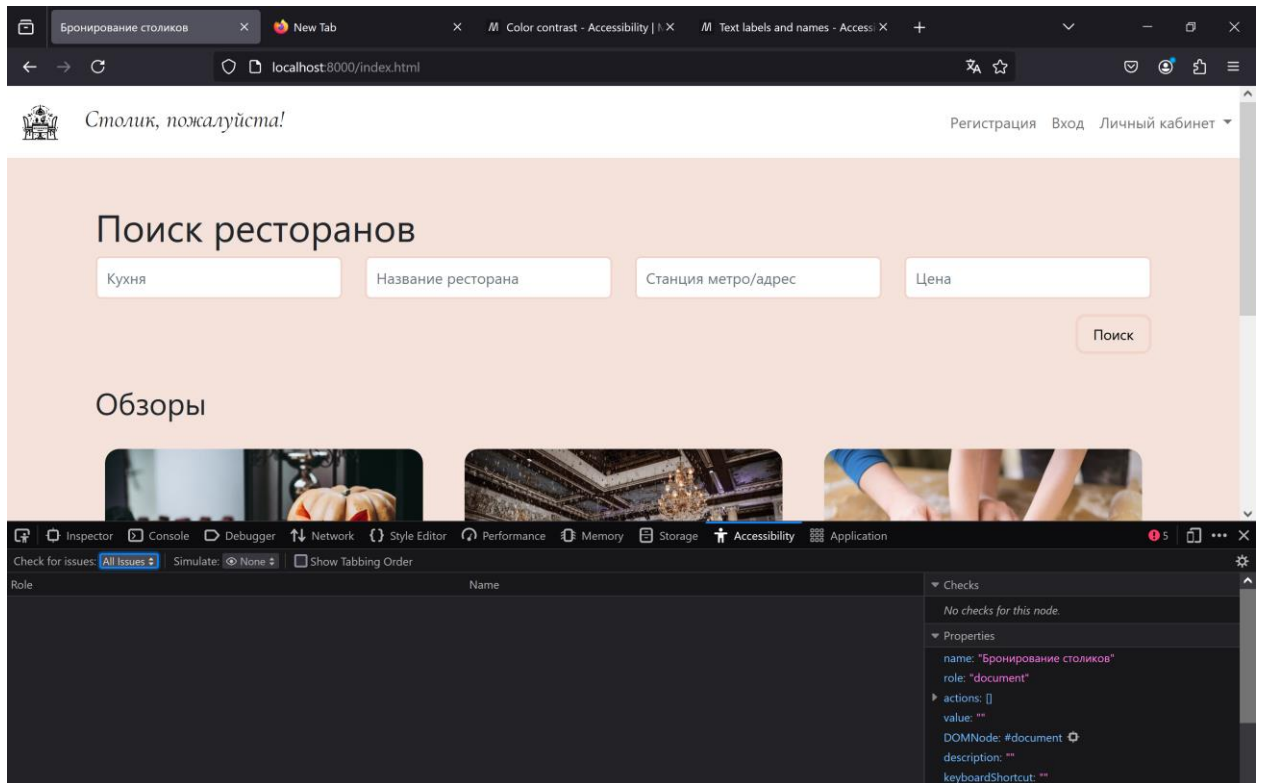 Бронирование столиков
New Tab
Color contrast - Accessibility | M
Text labels and names - Accessi
localhost:8000/index.html
Столик, пожалуйста!
Регистрация Вход Личный кабинет
Поиск ресторанов
Кухня Название ресторана Станция метро/адрес Цена
Поиск
Обзоры
Inspector Console Debugger Network Style Editor Performance Memory Storage Accessibility Application 5
Check for issues: All Issues Simulate: None Show Tabbing Order
Role Name
Checks
No checks for this node.
Properties
name: "Бронирование столиков"
role: "document"
actions: []
value: ""
DOMNode: #document
description: ""
keyboardShortcut: ""